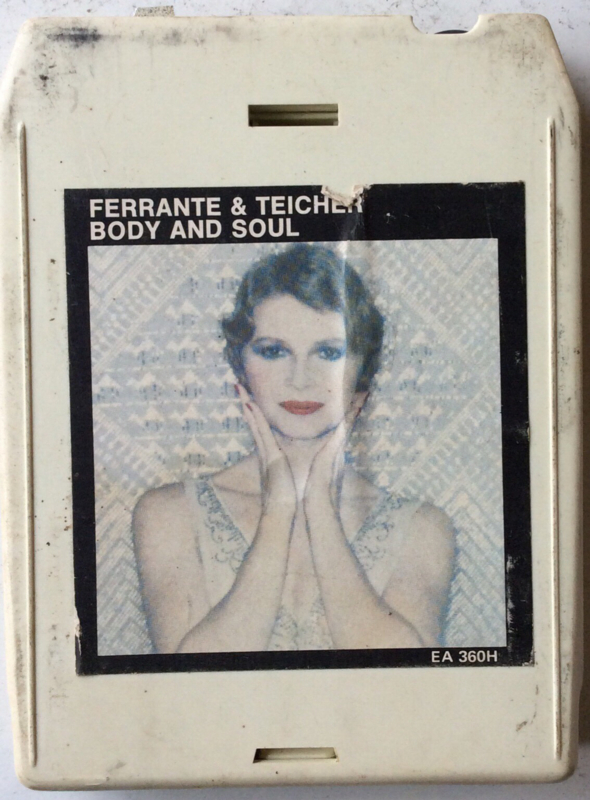 FERRANTE & TEICHER
BODY AND SOUL
EA 360H